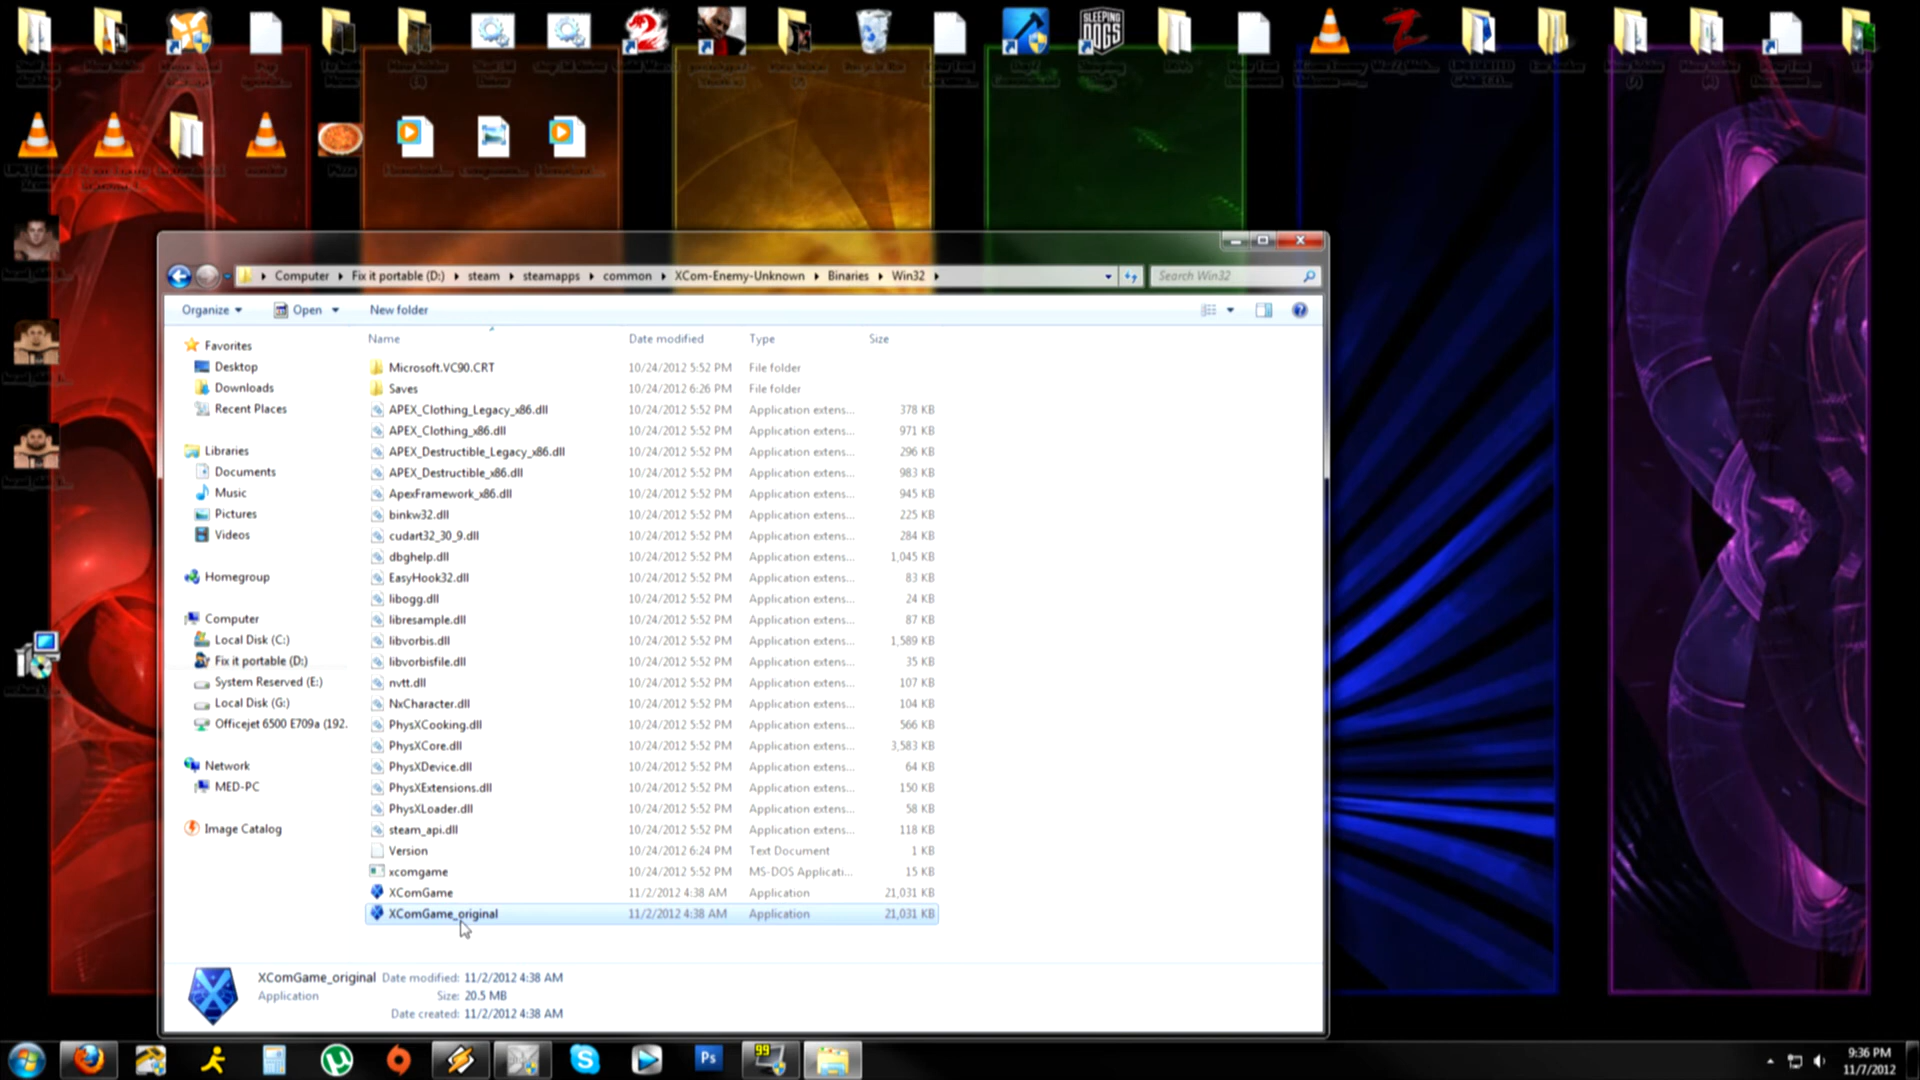 SLEEPING DOGS
Pizza
Computer Fix it portable (D:) steam steamapps common XCom-Enemy-Unknown Binaries Win32
Search Win32
Organize Open New folder
Name Date modified Type Size
Favorites
Desktop
Downloads
Recent Places
Libraries
Documents
Music
Pictures
Videos
Homegroup
Computer
Local Disk (C:)
Fix it portable (D:)
System Reserved (E:)
Local Disk (G:)
Officejet 6500 E709a (192.
Network
MED-PC
Image Catalog
Microsoft.VC90.CRT 10/24/2012 5:52 PM File folder
Saves 10/24/2012 6:26 PM File folder
APEX_Clothing_Legacy_x86.dll 10/24/2012 5:52 PM Application extens... 378 KB
APEX_Clothing_x86.dll 10/24/2012 5:52 PM Application extens... 971 KB
APEX_Destructible_Legacy_x86.dll 10/24/2012 5:52 PM Application extens... 296 KB
APEX_Destructible_x86.dll 10/24/2012 5:52 PM Application extens... 983 KB
ApexFramework_x86.dll 10/24/2012 5:52 PM Application extens... 945 KB
binkw32.dll 10/24/2012 5:52 PM Application extens... 225 KB
cudart32_30_9.dll 10/24/2012 5:52 PM Application extens... 284 KB
dbghelp.dll 10/24/2012 5:52 PM Application extens... 1,045 KB
EasyHook32.dll 10/24/2012 5:52 PM Application extens... 83 KB
libogg.dll 10/24/2012 5:52 PM Application extens... 24 KB
libresample.dll 10/24/2012 5:52 PM Application extens... 87 KB
libvorbis.dll 10/24/2012 5:52 PM Application extens... 1,589 KB
libvorbisfile.dll 10/24/2012 5:52 PM Application extens... 35 KB
nvtt.dll 10/24/2012 5:52 PM Application extens... 107 KB
NxCharacter.dll 10/24/2012 5:52 PM Application extens... 104 KB
PhysXCooking.dll 10/24/2012 5:52 PM Application extens... 566 KB
PhysXCore.dll 10/24/2012 5:52 PM Application extens... 3,583 KB
PhysXDevice.dll 10/24/2012 5:52 PM Application extens... 64 KB
PhysXExtensions.dll 10/24/2012 5:52 PM Application extens... 150 KB
PhysXLoader.dll 10/24/2012 5:52 PM Application extens... 58 KB
steam_api.dll 10/24/2012 5:52 PM Application extens... 118 KB
Version 10/24/2012 6:24 PM Text Document 1 KB
xcomgame 10/24/2012 5:52 PM MS-DOS Applicati... 15 KB
XComGame 11/2/2012 4:38 AM Application 21,031 KB
XComGame_original 11/2/2012 4:38 AM Application 21,031 KB
XComGame_original Date modified: 11/2/2012 4:38 AM
Application Size: 20.5 MB
Date created: 11/2/2012 4:38 AM
Ps
99
9:36 PM
11/7/2012